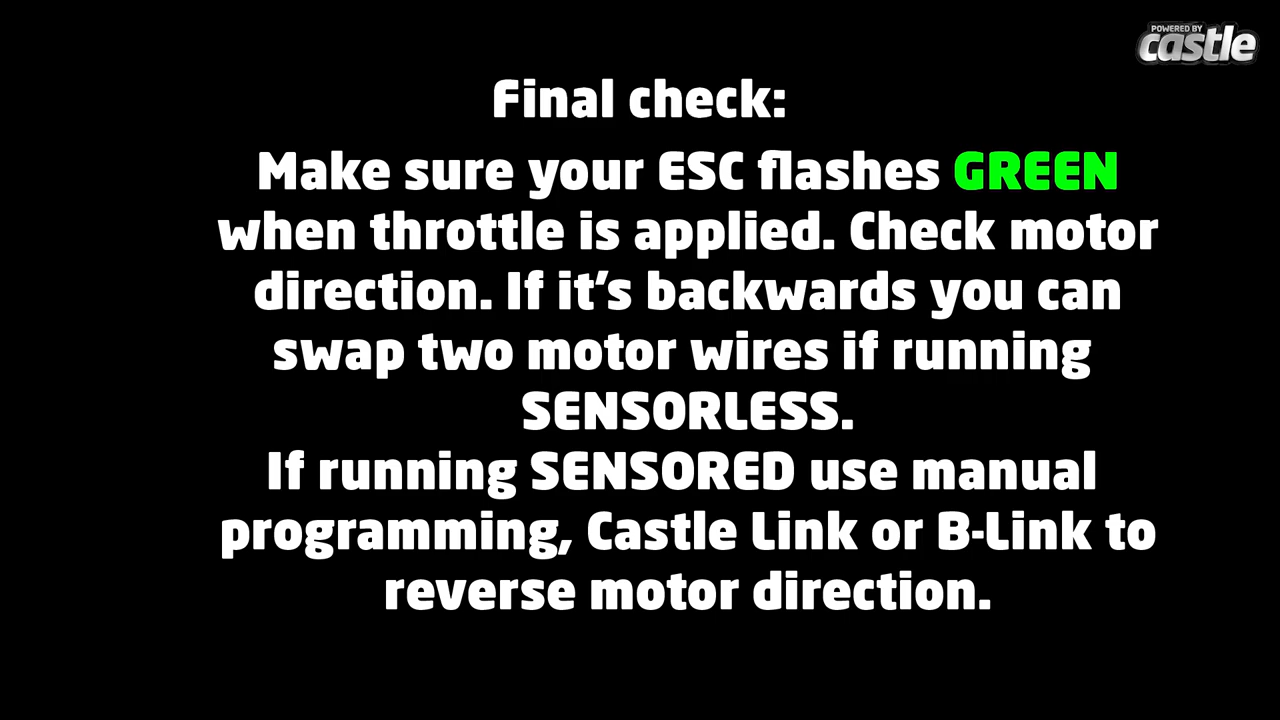 POWERED BY
castle
Final check:
Make sure your ESC flashes GREEN
when throttle is applied. Check motor
direction. If it's backwards you can
swap two motor wires if running
SENSORLESS.
If running SENSORED use manual
programming, Castle Link or B-Link to
reverse motor direction.